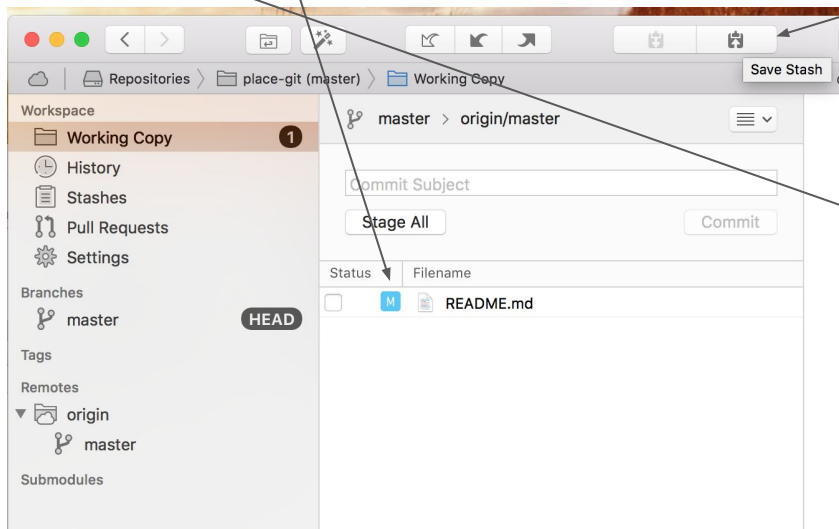 Repositories
place-git (master)
Working Copy
Save Stash
Workspace
Working Copy 1
History
Stashes
Pull Requests
Settings
Branches
master HEAD
Tags
Remotes
origin
master
Submodules
master > origin/master
Commit Subject
Stage All Commit
Status Filename
M README.md